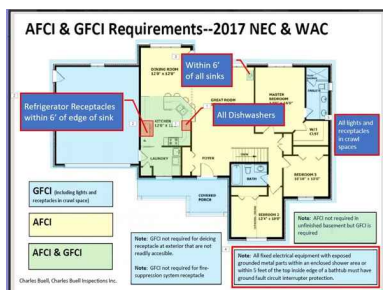 AFCI & GFCI Requirements--2017 NEC & WAC
Within 6'
of all sinks
DINING ROOM
MASTER
BEDROOM
Refrigerator Receptacles
within 6' of edge of sink
GREAT ROOM
All Dishwashers
KITCHEN
All lights and
receptacles
in crawl
spaces
LAUNDRY
FOYER
BATH
BEDROOM 3
COVERED
PORCH
BEDROOM 2
GFCI (including lights and
receptacles in crawl space)
AFCI
AFCI & GFCI
Note: GFCI not required for deicing
receptacle at exterior that are
not readily accessible.
Note: GFCI not required for fire-
suppression system receptacle
Note: AFCI not required in
unfinished basement but GFCI is
required
Note: All fixed electrical equipment with exposed
grounded metal parts within an enclosed shower area or
within 5 feet of the top inside edge of a bathtub must have
ground fault circuit interrupter protection.
Charles Buell, Charles Buell Inspections Inc.